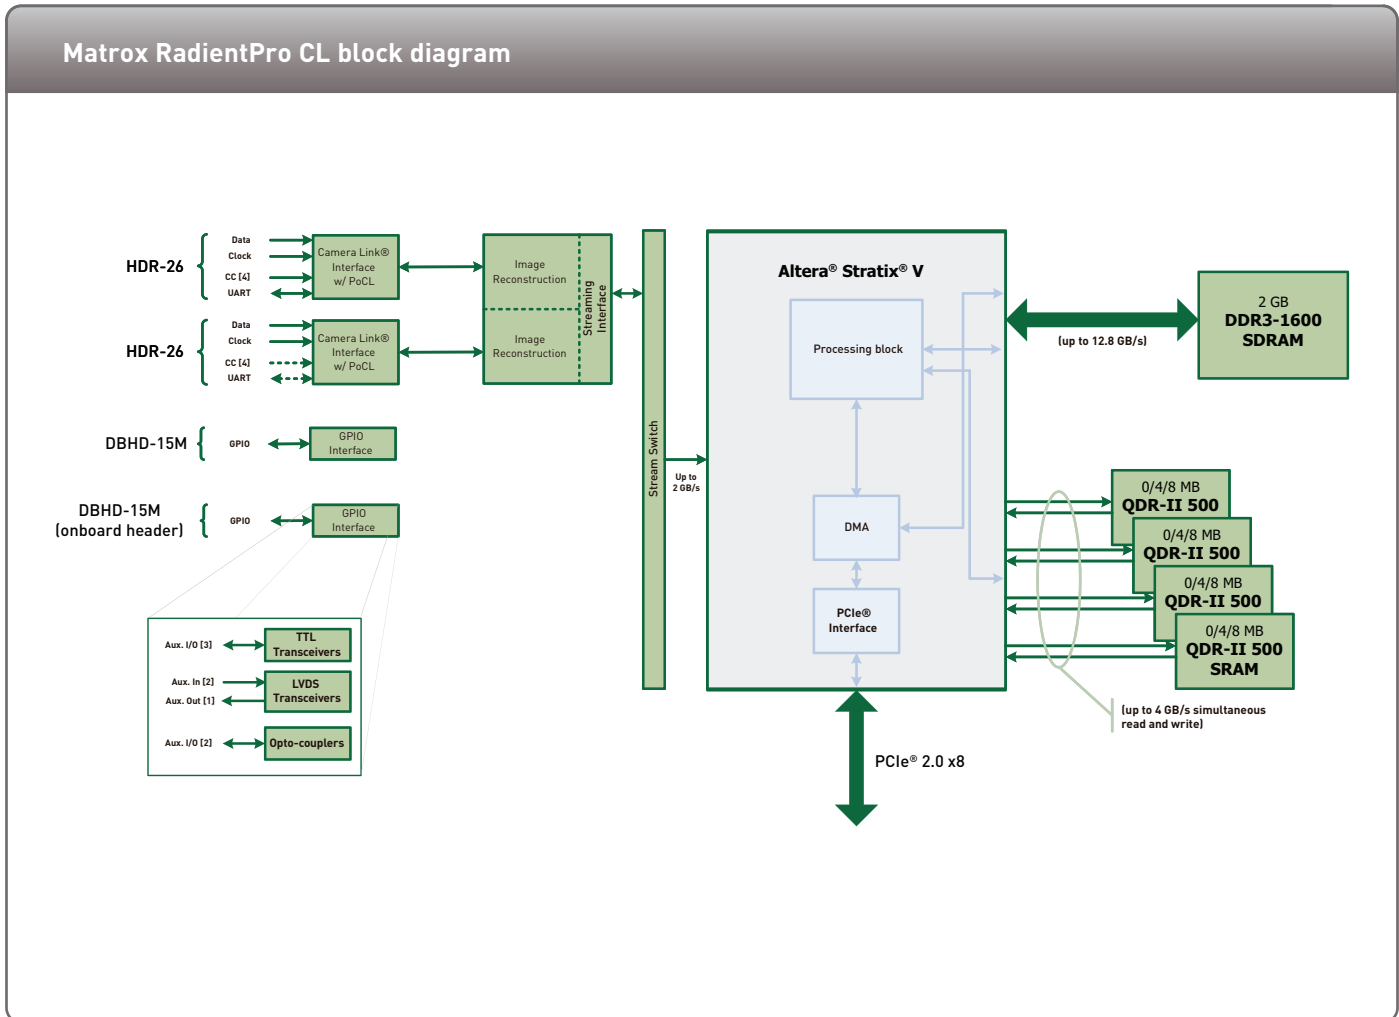 Matrox RadientPro CL block diagram
HDR-26
Data
Clock
CC [4]
UART
Camera Link®
Interface
w/ PoCL
Image
Reconstruction
HDR-26
Data
Clock
CC [4]
UART
Camera Link®
Interface
w/ PoCL
Image
Reconstruction
Streaming
Interface
DBHD-15M
GPIO
GPIO
Interface
DBHD-15M
(onboard header)
GPIO
GPIO
Interface
Aux. I/O [3]
TTL
Transceivers
Aux. In [2]
Aux. Out [1]
LVDS
Transceivers
Aux. I/O [2]
Opto-couplers
Stream Switch
Up to
2 GB/s
Altera® Stratix® V
Processing block
DMA
PCIe®
Interface
PCIe® 2.0 x8
(up to 12.8 GB/s)
2 GB
DDR3-1600
SDRAM
0/4/8 MB
QDR-II 500
0/4/8 MB
QDR-II 500
0/4/8 MB
QDR-II 500
0/4/8 MB
QDR-II 500
SRAM
(up to 4 GB/s simultaneous
read and write)